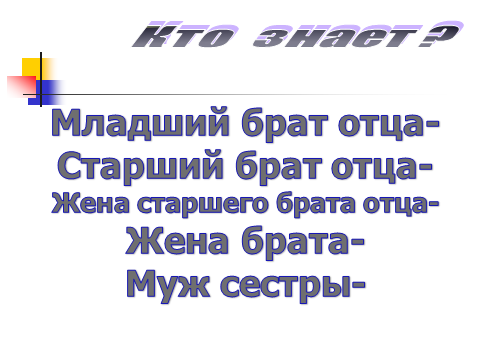 Кто знает?
Младший брат отца-
Старший брат отца-
Жена старшего брата отца-
Жена брата-
Муж сестры-